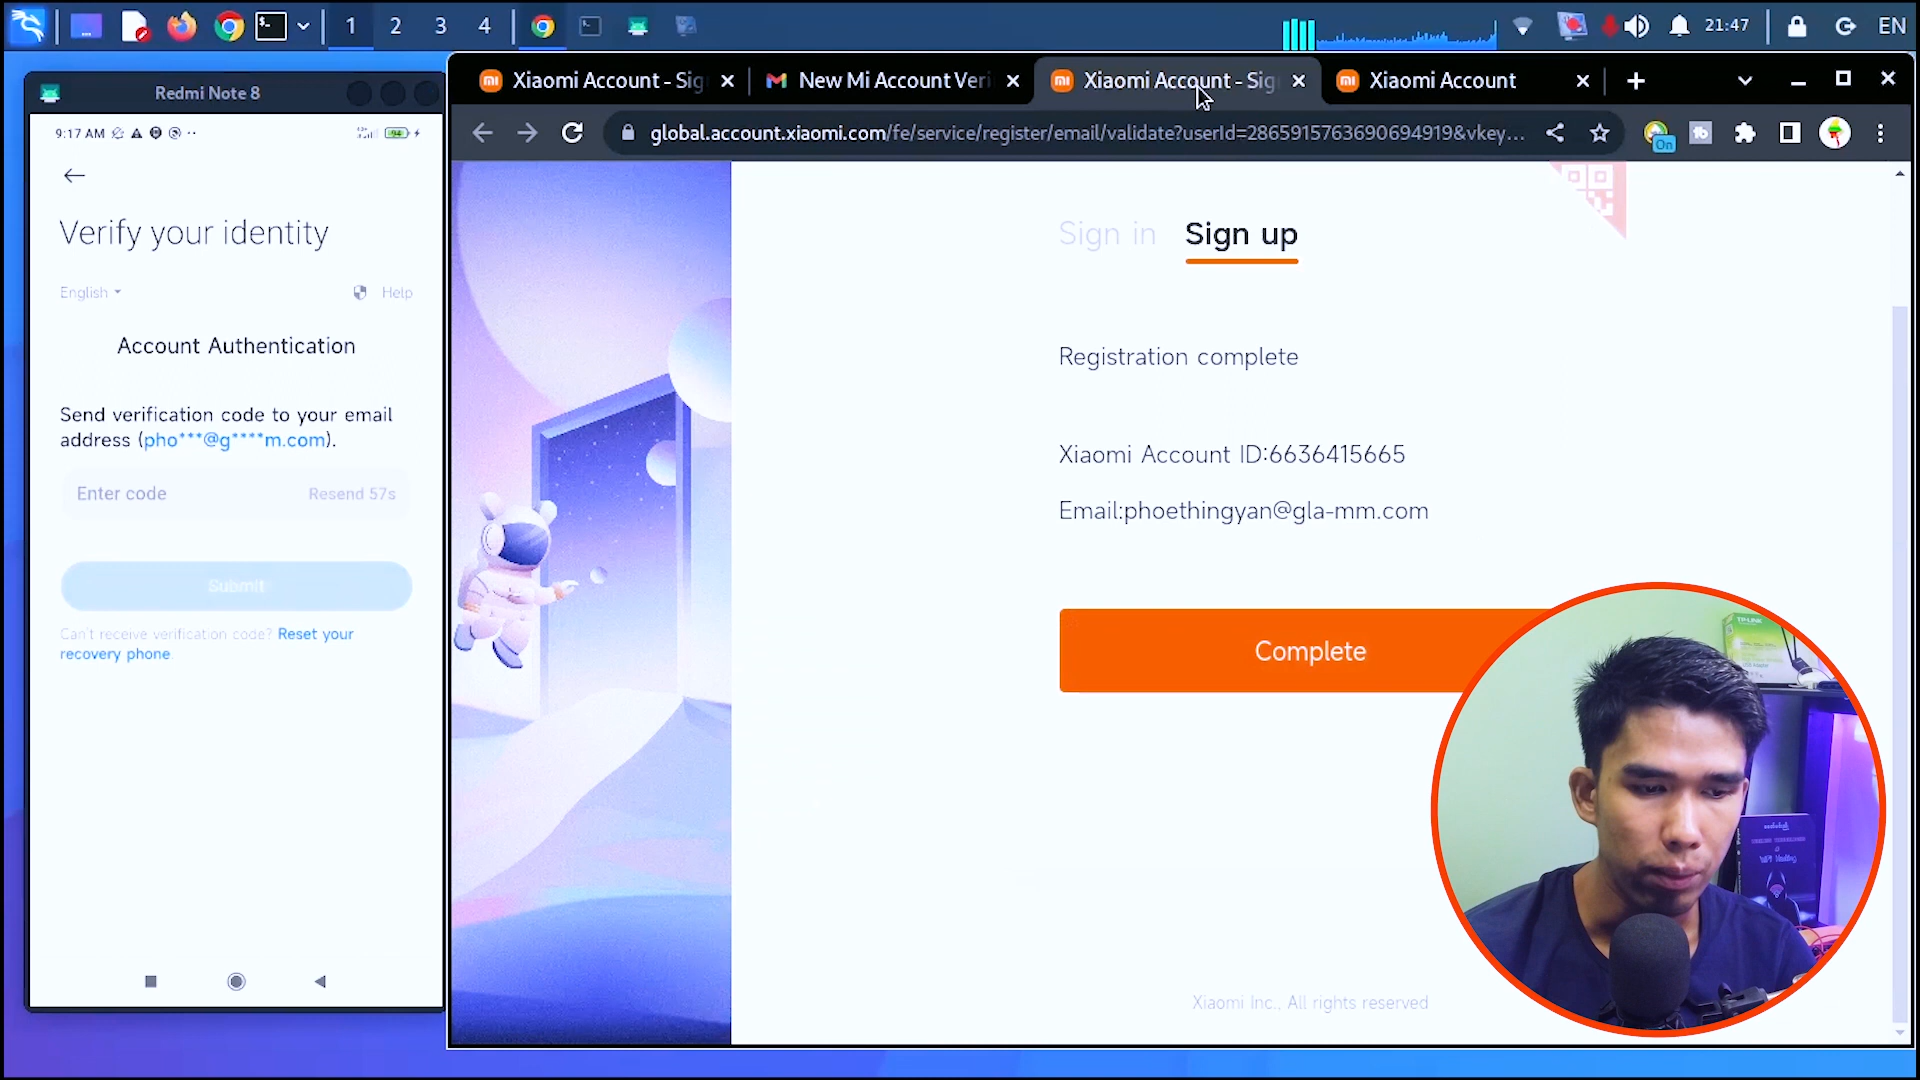 1
2
3
4
21:47
EN
Redmi Note 8
9:17 AM
94
Verify your identity
English
Help
Account Authentication
Send verification code to your email
address (pho***@g****m.com).
Enter code
Resend 57s
Submit
Can't receive verification code? Reset your
recovery phone.
Xiaomi Account - Sig
New Mi Account Veri
Xiaomi Account - Sig
Xiaomi Account
global.account.xiaomi.com/fe/service/register/email/validate?userId=2865915763690694919&vkey...
On
Sign in
Sign up
Registration complete
Xiaomi Account ID:6636415665
Email:phoethingyan@gla-mm.com
Complete
Xiaomi Inc., All rights reserved
TP-LINK